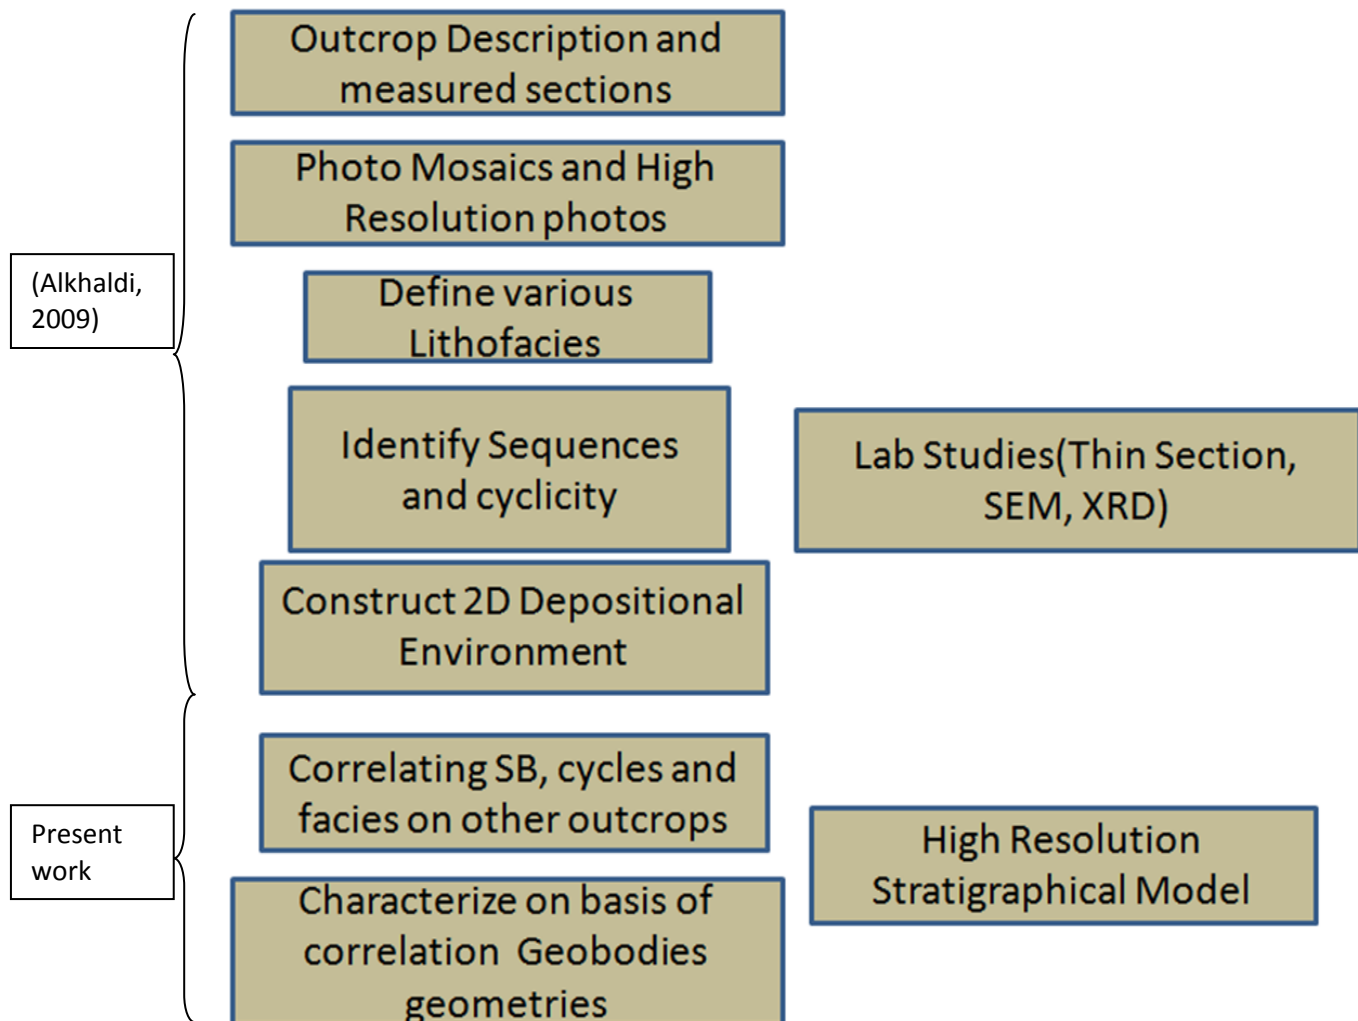 Outcrop Description and
measured sections
Photo Mosaics and High
Resolution photos
(Alkhaldi,
2009)
Define various
Lithofacies
Identify Sequences
and cyclicity
Lab Studies(Thin Section,
SEM, XRD)
Construct 2D Depositional
Environment
Correlating SB, cycles and
facies on other outcrops
Present
work
High Resolution
Stratigraphical Model
Characterize on basis of
correlation Geobodies
geometries